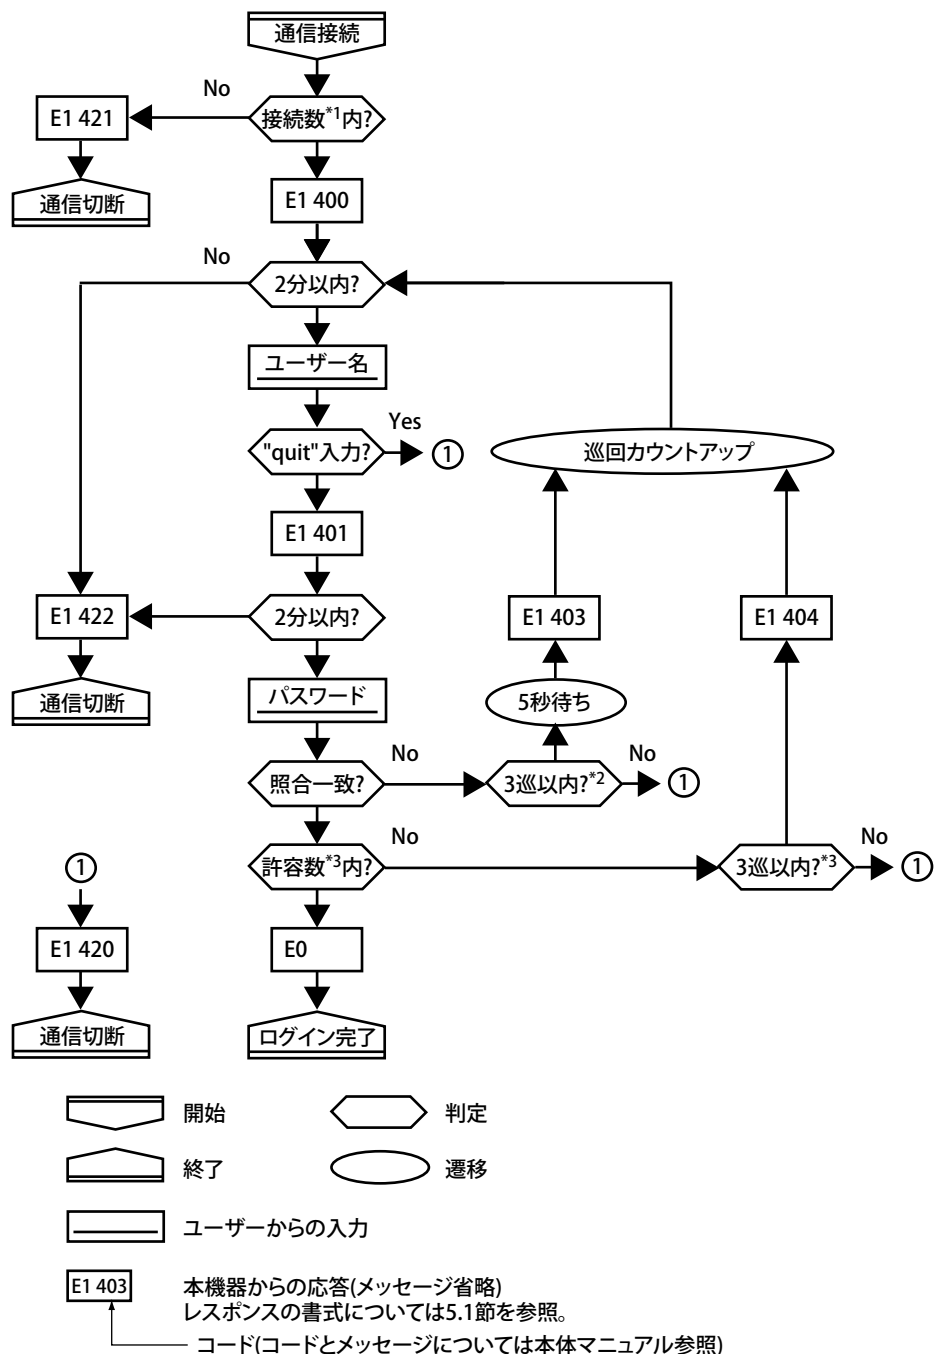 通信接続
No
E1 421
接続数*1内?
通信切断
E1 400
No
2分以内?
ユーザー名
Yes
"quit"入力?
①
巡回カウントアップ
E1 401
E1 422
2分以内?
E1 403
E1 404
通信切断
パスワード
5秒待ち
No
No
照合一致?
3巡以内?*2
①
No
No
①
許容数*3内?
3巡以内?*3
①
E1 420
E0
通信切断
ログイン完了
開始
判定
終了
遷移
ユーザーからの入力
E1 403
本機器からの応答(メッセージ省略)
レスポンスの書式については5.1節を参照。
コード(コードとメッセージについては本体マニュアル参照)